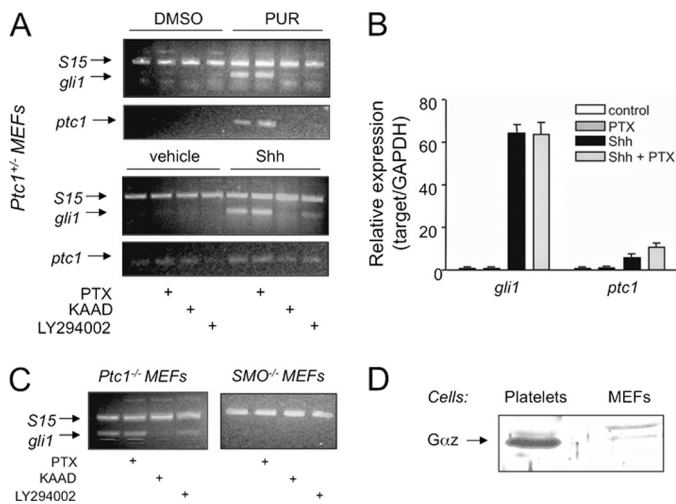 A
DMSO PUR
S15
gli1
ptc1
Ptc1+/- MEFs
vehicle Shh
S15
gli1
ptc1
PTX + +
KAAD + +
LY294002 + +
B
Relative expression
(target/GAPDH)
80
60
40
20
0
control
PTX
Shh
Shh + PTX
gli1 ptc1
C
Ptc1-/- MEFs SMO-/- MEFs
S15
gli1
PTX + +
KAAD + +
LY294002 + +
D
Cells: Platelets MEFs
Gαz